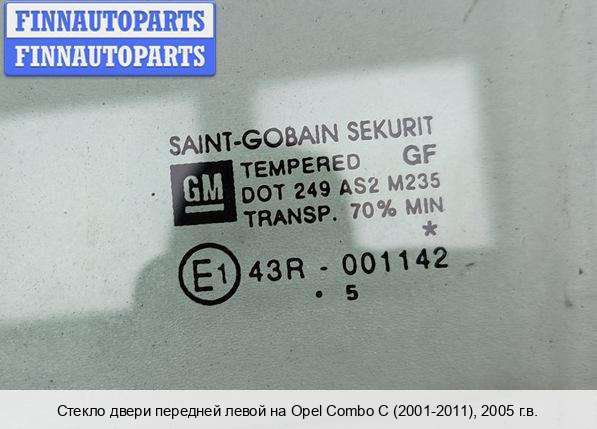 FINNAUTOPARTS
FINNAUTOPARTS
SAINT-GOBAIN SEKURIT
GM
TEMPERED GF
DOT 249 AS2 M235
TRANSP. 70% MIN
*
E1 43R - 001142
. 5
Стекло двери передней левой на Opel Combo C (2001-2011), 2005 г.в.